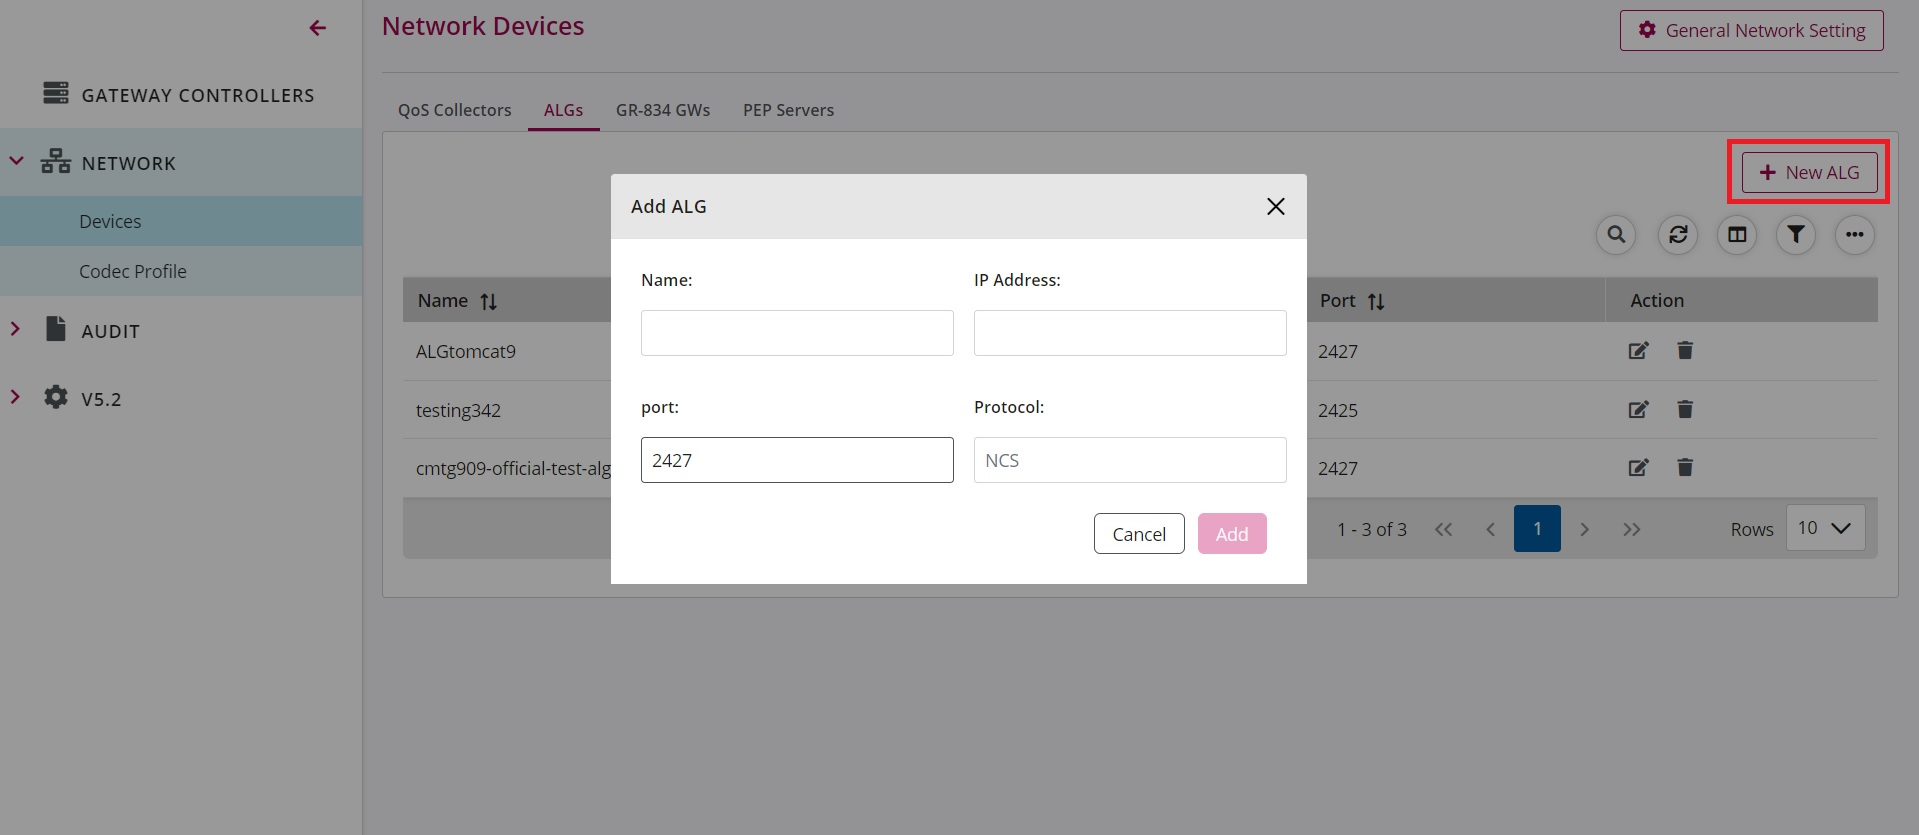 Network Devices
General Network Setting
GATEWAY CONTROLLERS
NETWORK
Devices
Codec Profile
AUDIT
V5.2
QoS Collectors ALGs GR-834 GWs PEP Servers
New ALG
Add ALG
Name: IP Address:
port: Protocol:
2427 NCS
Cancel Add
Name Port Action
ALGtomcat9 2427
testing342 2425
cmtg909-official-test-alg 2427
1 - 3 of 3 1 Rows 10